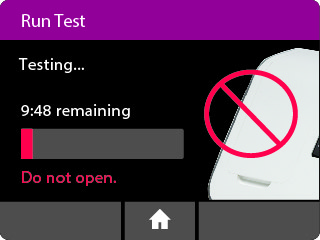 Run Test
Testing...
9:48 remaining
Do not open.